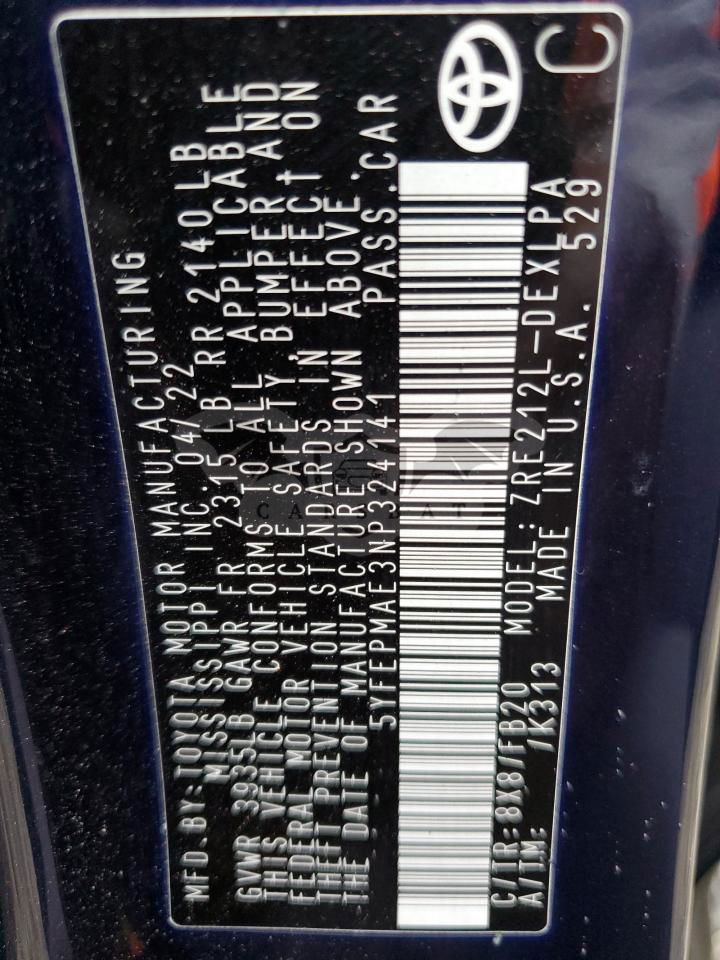 MFD. BY: TOYOTA MOTOR MANUFACTURING
MISSISSIPPI INC. 04/22
GVWR 3935LB GAWR FR 2315 LB RR 2140LB
THIS VEHICLE CONFORMS TO ALL APPLICABLE
FEDERAL MOTOR VEHICLE SAFETY, BUMPER AND
THEFT PREVENTION STANDARDS IN EFFECT ON
THE DATE OF MANUFACTURE SHOWN ABOVE.
5YFEPMAE3NP324141 PASS. CAR
C/TR: 8X8/FB20 MODEL: ZRE212L-DEXLPA
A/TM: /K313 MADE IN U.S.A. 529
C